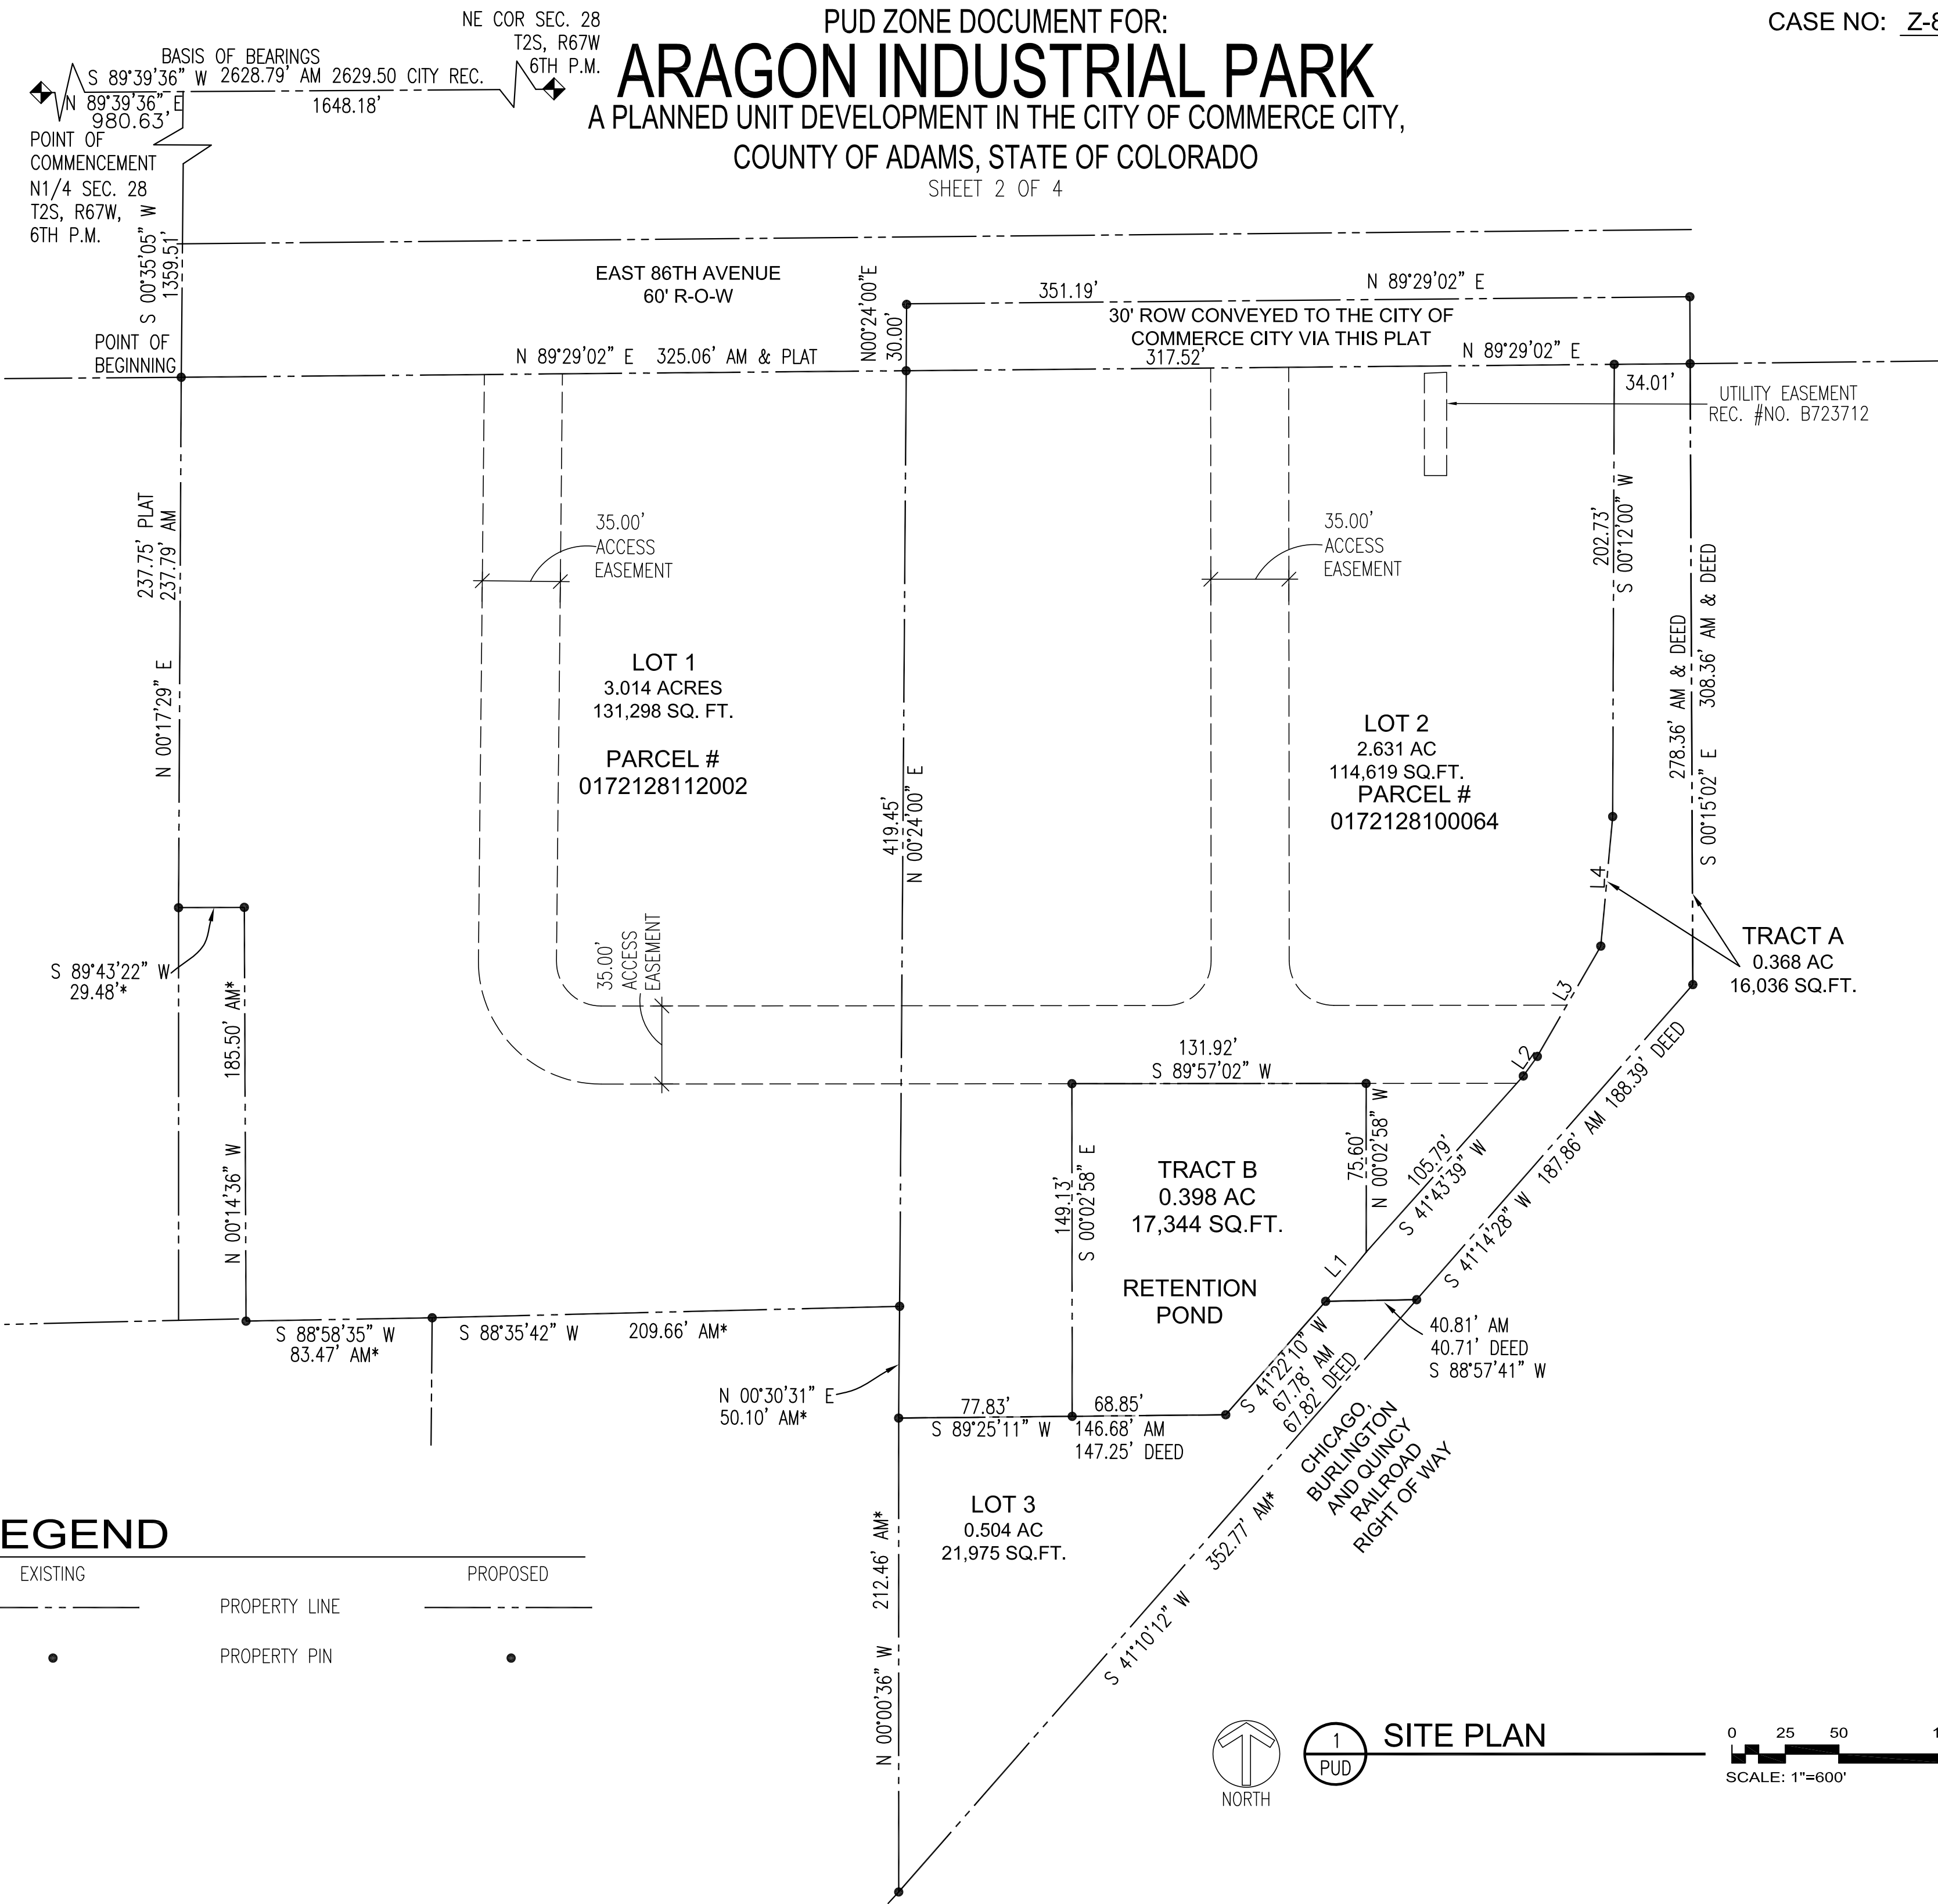 PUD ZONE DOCUMENT FOR:
ARAGON INDUSTRIAL PARK
A PLANNED UNIT DEVELOPMENT IN THE CITY OF COMMERCE CITY,
COUNTY OF ADAMS, STATE OF COLORADO
SHEET 2 OF 4
CASE NO: Z-8
NE COR SEC. 28
T2S, R67W
6TH P.M.
BASIS OF BEARINGS
S 89°39'36" W 2628.79' AM 2629.50 CITY REC.
N 89°39'36" E
980.63'
1648.18'
POINT OF
COMMENCEMENT
N1/4 SEC. 28
T2S, R67W,
6TH P.M.
S 00°35'05" W
1359.51'
EAST 86TH AVENUE
60' R-O-W
N00°24'00"E
30.00'
351.19'
N 89°29'02" E
30' ROW CONVEYED TO THE CITY OF
COMMERCE CITY VIA THIS PLAT
POINT OF
BEGINNING
N 89°29'02" E 325.06' AM & PLAT
317.52'
N 89°29'02" E
34.01'
UTILITY EASEMENT
REC. #NO. B723712
237.75' PLAT
237.79' AM
N 00°17'29" E
35.00'
ACCESS
EASEMENT
35.00'
ACCESS
EASEMENT
202.73'
S 00°12'00" W
278.36' AM & DEED
S 00°15'02" E 308.36' AM & DEED
LOT 1
3.014 ACRES
131,298 SQ. FT.
PARCEL #
0172128112002
419.45'
N 00°24'00" E
LOT 2
2.631 AC
114,619 SQ.FT.
PARCEL #
0172128100064
L4
TRACT A
0.368 AC
16,036 SQ.FT.
S 89°43'22" W
29.48'*
N 00°14'36" W 185.50' AM*
35.00'
ACCESS
EASEMENT
L3
L2
131.92'
S 89°57'02" W
149.13'
S 00°02'58" E
TRACT B
0.398 AC
17,344 SQ.FT.
RETENTION
POND
75.60'
N 00°02'58" W
105.79'
S 41°43'39" W
L1
S 41°14'28" W 187.86' AM 188.39' DEED
S 88°58'35" W
83.47' AM*
S 88°35'42" W 209.66' AM*
40.81' AM
40.71' DEED
S 88°57'41" W
N 00°30'31" E
50.10' AM*
S 41°22'10" W
67.78' AM
67.82' DEED
77.83'
68.85'
S 89°25'11" W
146.68' AM
147.25' DEED
CHICAGO,
BURLINGTON
AND QUINCY
RAILROAD
RIGHT OF WAY
LOT 3
0.504 AC
21,975 SQ.FT.
N 00°00'36" W 212.46' AM*
S 41°10'12" W 352.77' AM*
EGEND
EXISTING
PROPOSED
PROPERTY LINE
PROPERTY PIN
NORTH
1
PUD
SITE PLAN
0 25 50 1
SCALE: 1"=600'